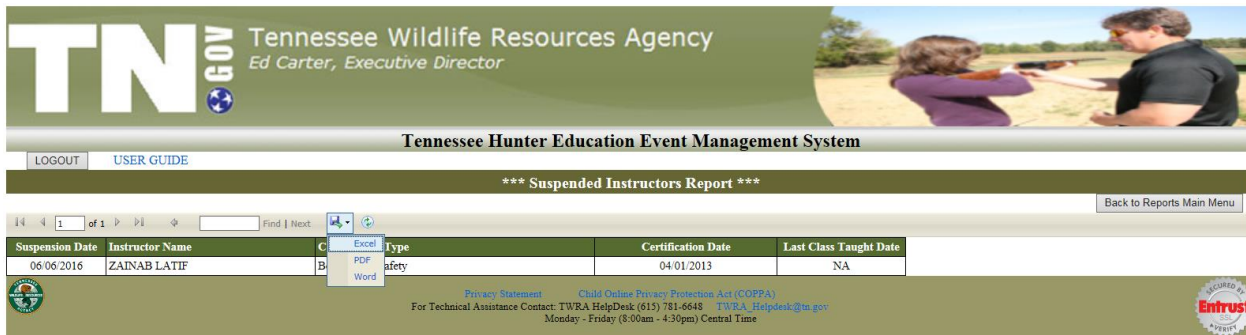 TN.GOV
Tennessee Wildlife Resources Agency
Ed Carter, Executive Director
Tennessee Hunter Education Event Management System
LOGOUT USER GUIDE
*** Suspended Instructors Report ***
Back to Reports Main Menu
1 of 1 Find | Next
Suspension Date Instructor Name C Type Certification Date Last Class Taught Date
Excel
06/06/2016 ZAINAB LATIF B afety 04/01/2013 NA
PDF
Word
Privacy Statement Child Online Privacy Protection Act (COPPA)
For Technical Assistance Contact: TWRA HelpDesk (615) 781-6648 TWRA_Helpdesk@tn.gov
Monday - Friday (8:00am - 4:30pm) Central Time
SECURED BY
Entrust
SSL
VERIFY